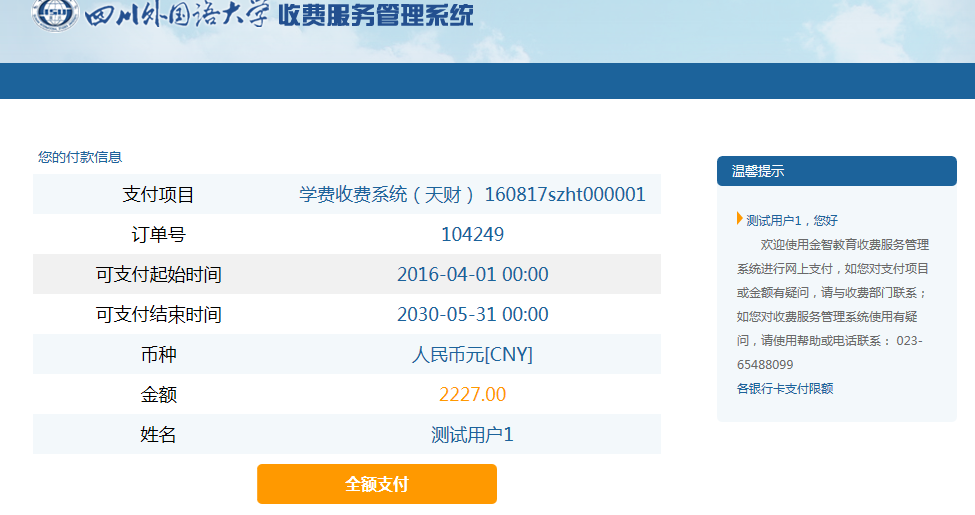 四川外国语大学 收费服务管理系统
您的付款信息
支付项目 学费收费系统（天财） 160817szht000001
订单号 104249
可支付起始时间 2016-04-01 00:00
可支付结束时间 2030-05-31 00:00
币种 人民币元[CNY]
金额 2227.00
姓名 测试用户1
全额支付
温馨提示
测试用户1，您好
欢迎使用金智教育收费服务管理
系统进行网上支付，如您对支付项目
或金额有疑问，请与收费部门联系；
如您对收费服务管理系统使用有疑
问，请使用帮助或电话联系： 023-
65488099
各银行卡支付限额